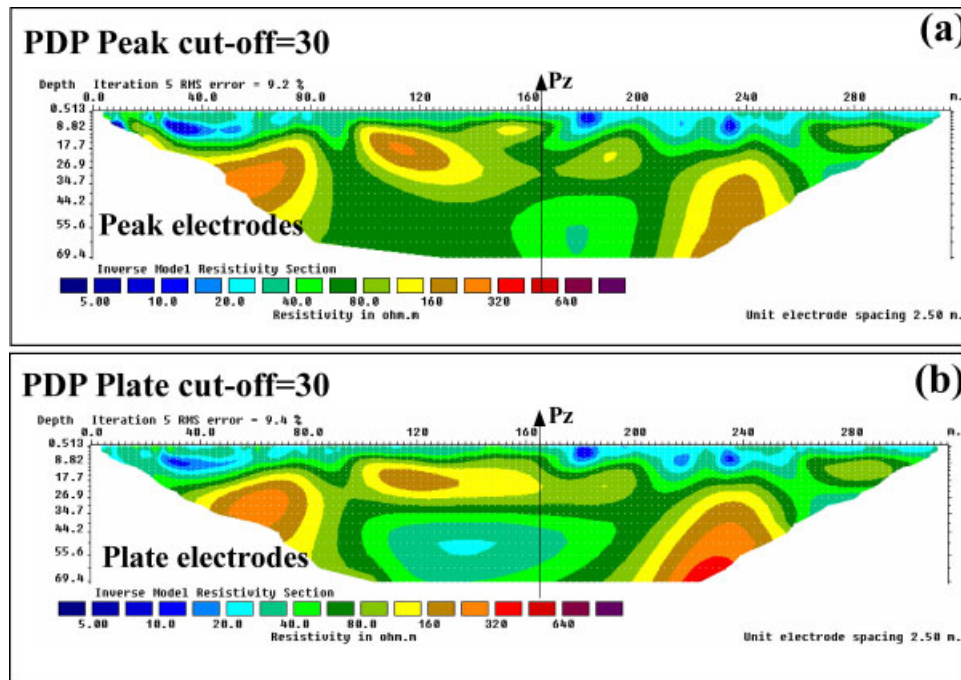 (a)
PDP Peak cut-off=30
Pz
Depth Iteration 5 RMS error = 9.2 %
0.0 40.0 80.0 120 160 200 240 280 m.
0.513
8.82
17.7
26.9
34.7
44.2
55.6
69.4
Peak electrodes
Inverse Model Resistivity Section
5.00 10.0 20.0 40.0 80.0 160 320 640
Resistivity in ohm.m
Unit electrode spacing 2.50 m.
(b)
PDP Plate cut-off=30
Pz
Depth Iteration 5 RMS error = 9.4 %
0.0 40.0 80.0 120 160 200 240 280 m.
0.513
8.82
17.7
26.9
34.7
44.2
55.6
69.4
Plate electrodes
Inverse Model Resistivity Section
5.00 10.0 20.0 40.0 80.0 160 320 640
Resistivity in ohm.m
Unit electrode spacing 2.50 m.